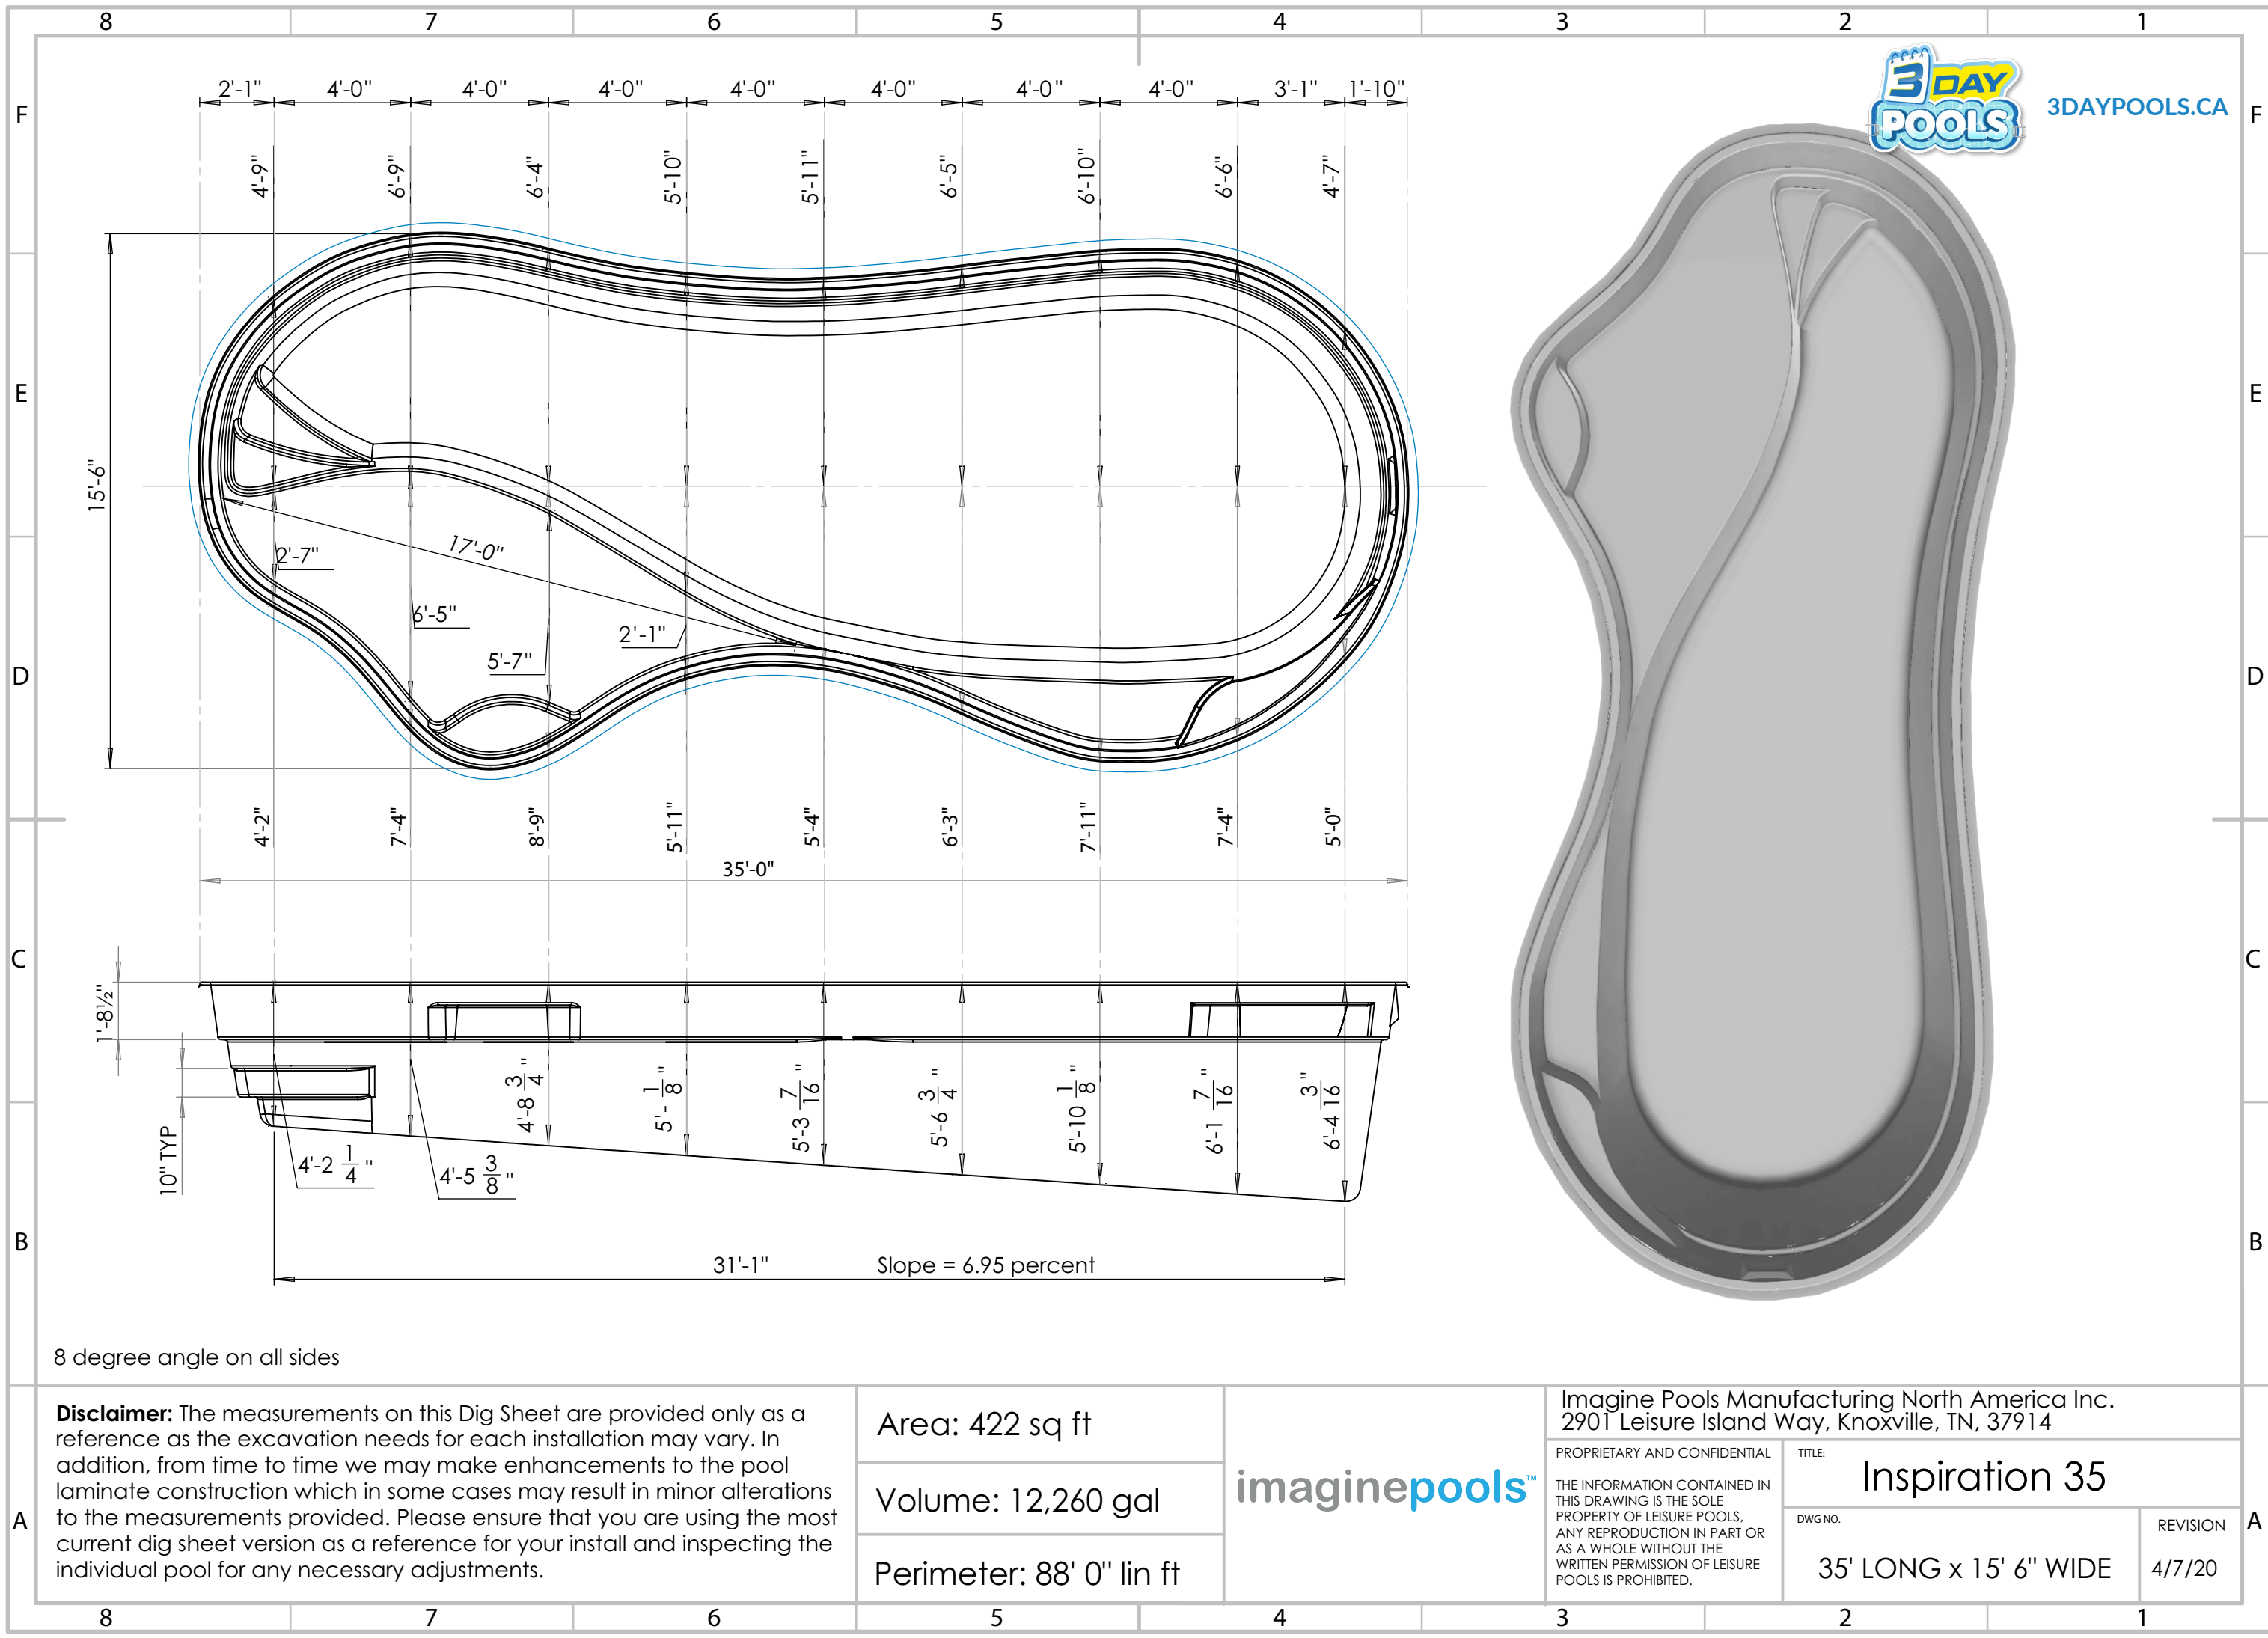 8 7 6 5 4 3 2 1
F
F
3 DAY
POOLS
3DAYPOOLS.CA
2'-1" 4'-0" 4'-0" 4'-0" 4'-0" 4'-0" 4'-0" 4'-0" 3'-1" 1'-10"
4'-9" 6'-9" 6'-4" 5'-10" 5'-11" 6'-5" 6'-10" 6'-6" 4'-7"
E
E
15'-6"
17'-0"
2'-7"
6'-5"
2'-1"
5'-7"
D
D
4'-2" 7'-4" 8'-9" 5'-11" 5'-4" 6'-3" 7'-11" 7'-4" 5'-0"
35'-0"
C
C
1'-8½"
10" TYP
4'-2 1/4" 4'-5 3/8" 4'-8 3/4" 5'- 1/8" 5'-3 7/16" 5'-6 3/4" 5'-10 1/8" 6'-1 7/16" 6'-4 3/16"
B
B
31'-1" Slope = 6.95 percent
8 degree angle on all sides
Disclaimer: The measurements on this Dig Sheet are provided only as a
reference as the excavation needs for each installation may vary. In
addition, from time to time we may make enhancements to the pool
laminate construction which in some cases may result in minor alterations
to the measurements provided. Please ensure that you are using the most
current dig sheet version as a reference for your install and inspecting the
individual pool for any necessary adjustments.
Area: 422 sq ft
Volume: 12,260 gal
Perimeter: 88' 0" lin ft
imaginepools™
Imagine Pools Manufacturing North America Inc.
2901 Leisure Island Way, Knoxville, TN, 37914
PROPRIETARY AND CONFIDENTIAL
THE INFORMATION CONTAINED IN
THIS DRAWING IS THE SOLE
PROPERTY OF LEISURE POOLS,
ANY REPRODUCTION IN PART OR
AS A WHOLE WITHOUT THE
WRITTEN PERMISSION OF LEISURE
POOLS IS PROHIBITED.
TITLE:
Inspiration 35
DWG NO.
35' LONG x 15' 6" WIDE
REVISION
4/7/20
A
A
8 7 6 5 4 3 2 1